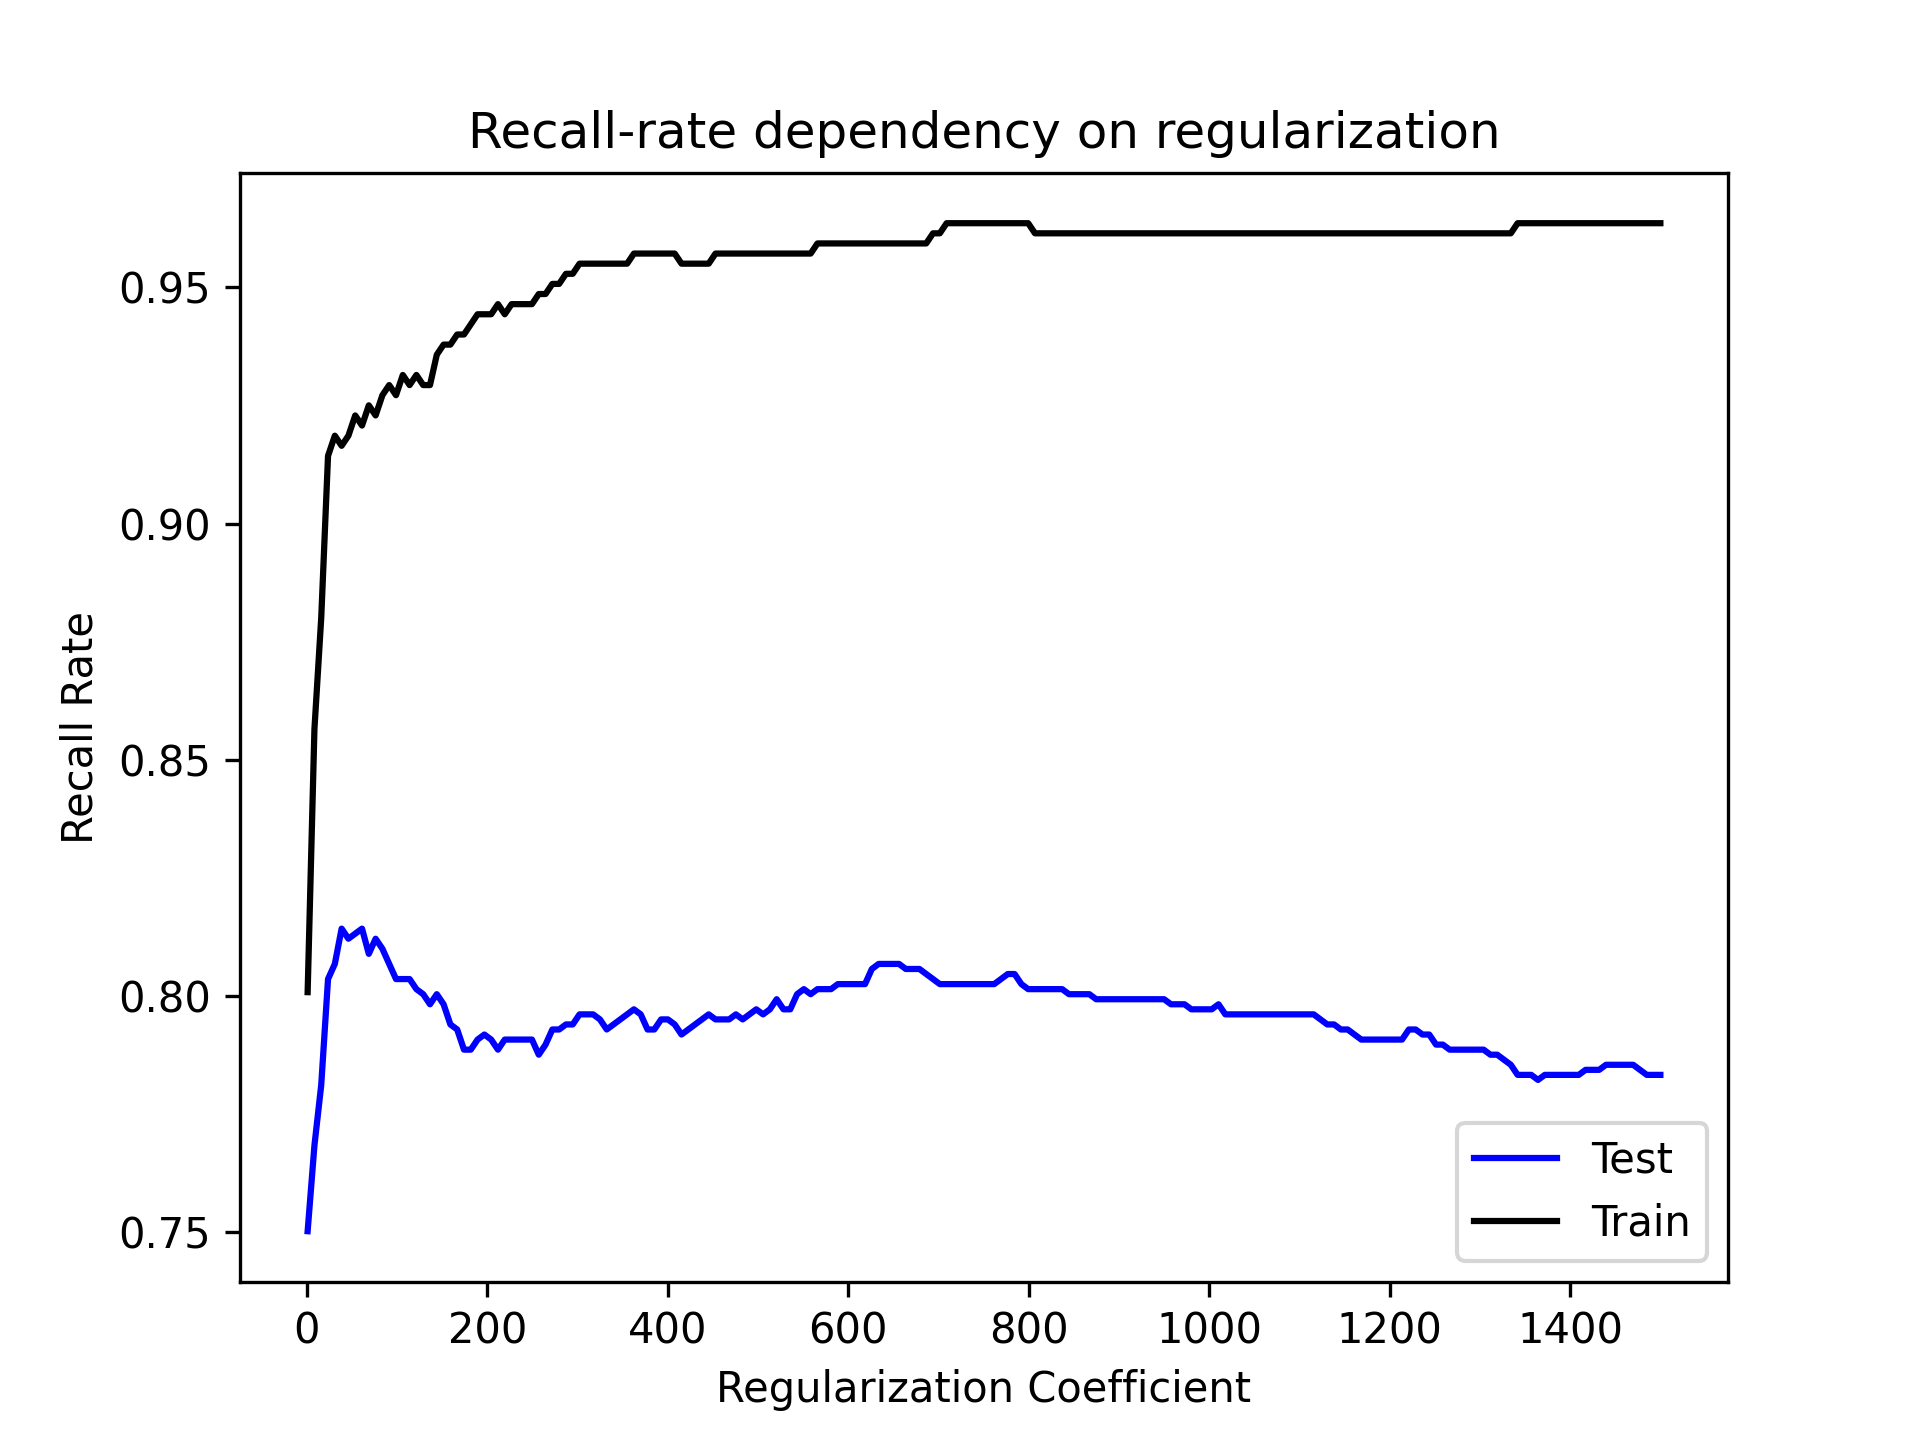 Recall-rate dependency on regularization
Recall Rate
0.95
0.90
0.85
0.80
0.75
0 200 400 600 800 1000 1200 1400
Regularization Coefficient
Test
Train